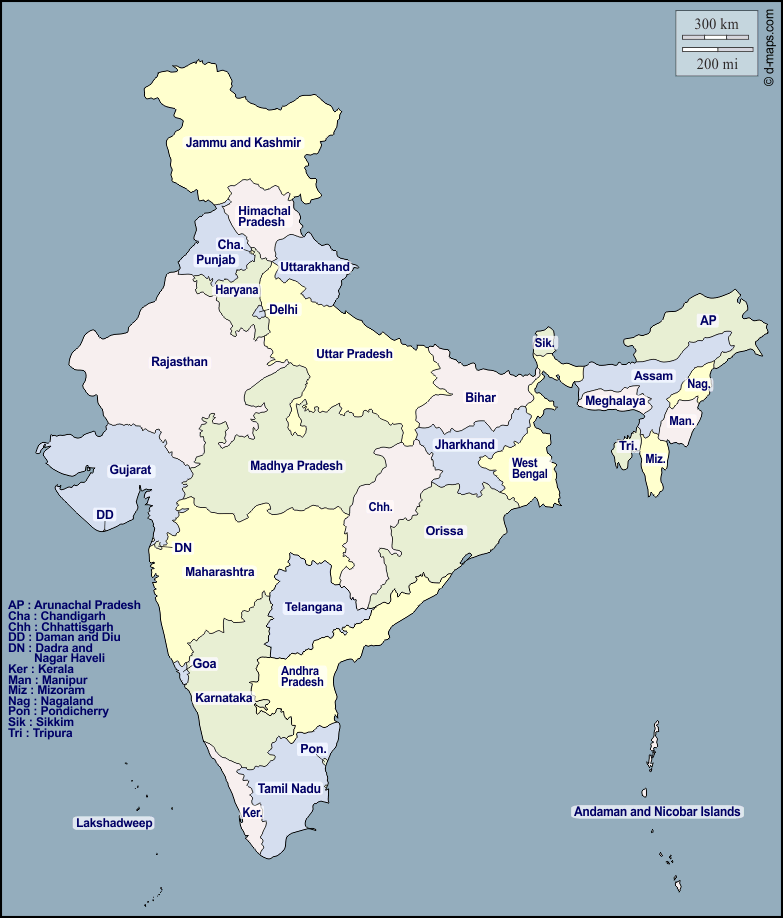 300 km
200 mi
© d-maps.com
Jammu and Kashmir
Himachal
Pradesh
Cha.
Punjab
Uttarakhand
Haryana
Delhi
AP
Sik.
Rajasthan
Uttar Pradesh
Assam
Nag.
Bihar
Meghalaya
Man.
Jharkhand
Tri.
Miz.
Gujarat
Madhya Pradesh
West
Bengal
Chh.
DD
Orissa
DN
Maharashtra
Telangana
AP : Arunachal Pradesh
Cha : Chandigarh
Chh : Chhattisgarh
DD : Daman and Diu
DN : Dadra and
Nagar Haveli
Ker : Kerala
Man : Manipur
Miz : Mizoram
Nag : Nagaland
Pon : Pondicherry
Sik : Sikkim
Tri : Tripura
Goa
Andhra
Pradesh
Karnataka
Pon.
Tamil Nadu
Ker.
Lakshadweep
Andaman and Nicobar Islands